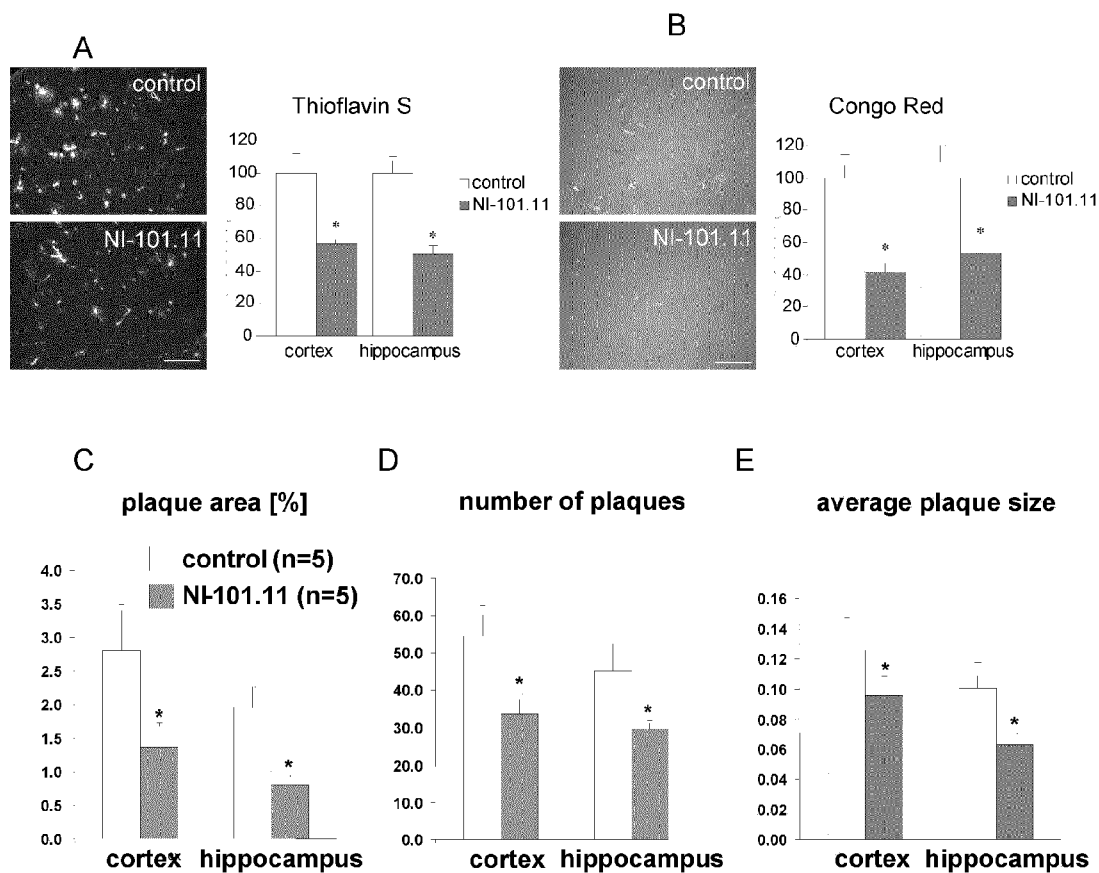 A
control
NI-101.11
Thioflavin S
120
100
80
60
40
20
0
*
*
control
NI-101.11
cortex
hippocampus
B
control
NI-101.11
Congo Red
120
100
80
60
40
20
0
*
*
control
NI-101.11
cortex
hippocampus
C
plaque area [%]
control (n=5)
NI-101.11 (n=5)
4.0
3.5
3.0
2.5
2.0
1.5
1.0
0.5
0.0
*
*
cortex
hippocampus
D
number of plaques
70.0
60.0
50.0
40.0
30.0
20.0
10.0
0.0
*
*
cortex
hippocampus
E
average plaque size
0.16
0.14
0.12
0.10
0.08
0.06
0.04
0.02
0.00
*
*
cortex
hippocampus